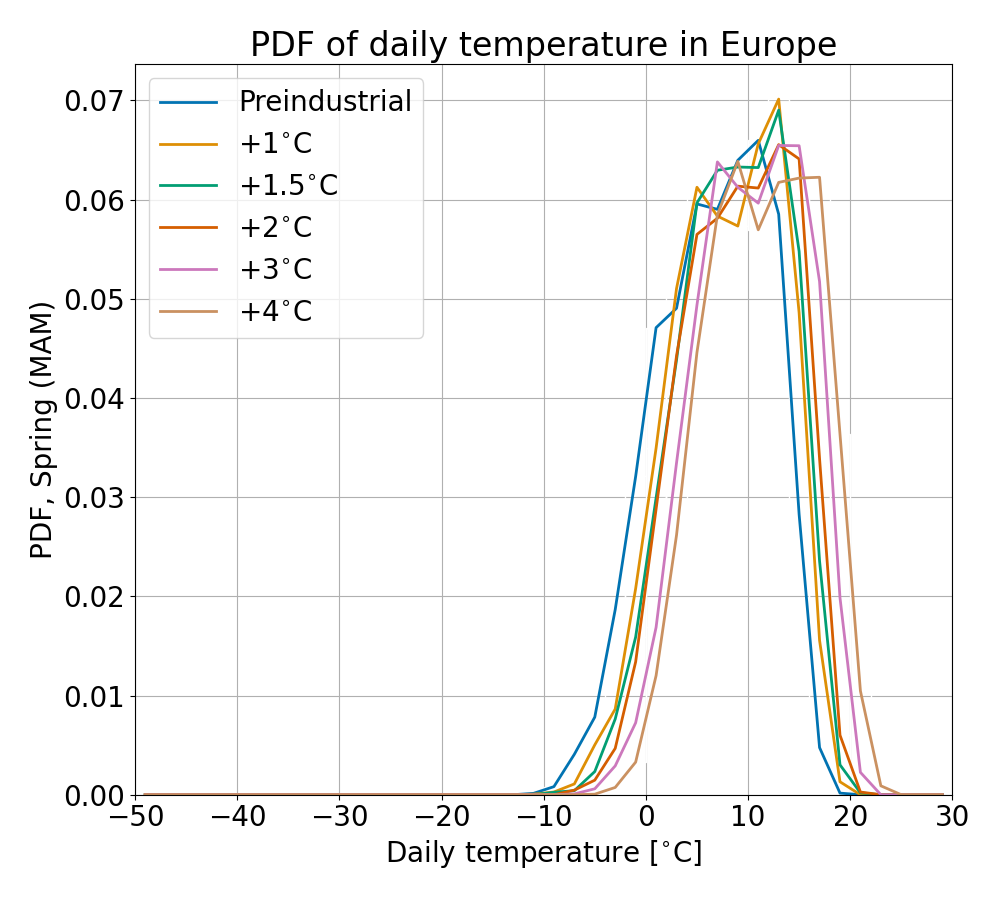 PDF of daily temperature in Europe
Preindustrial
+1°C
+1.5°C
+2°C
+3°C
+4°C
PDF, Spring (MAM)
0.07
0.06
0.05
0.04
0.03
0.02
0.01
0.00
−50 −40 −30 −20 −10 0 10 20 30
Daily temperature [°C]